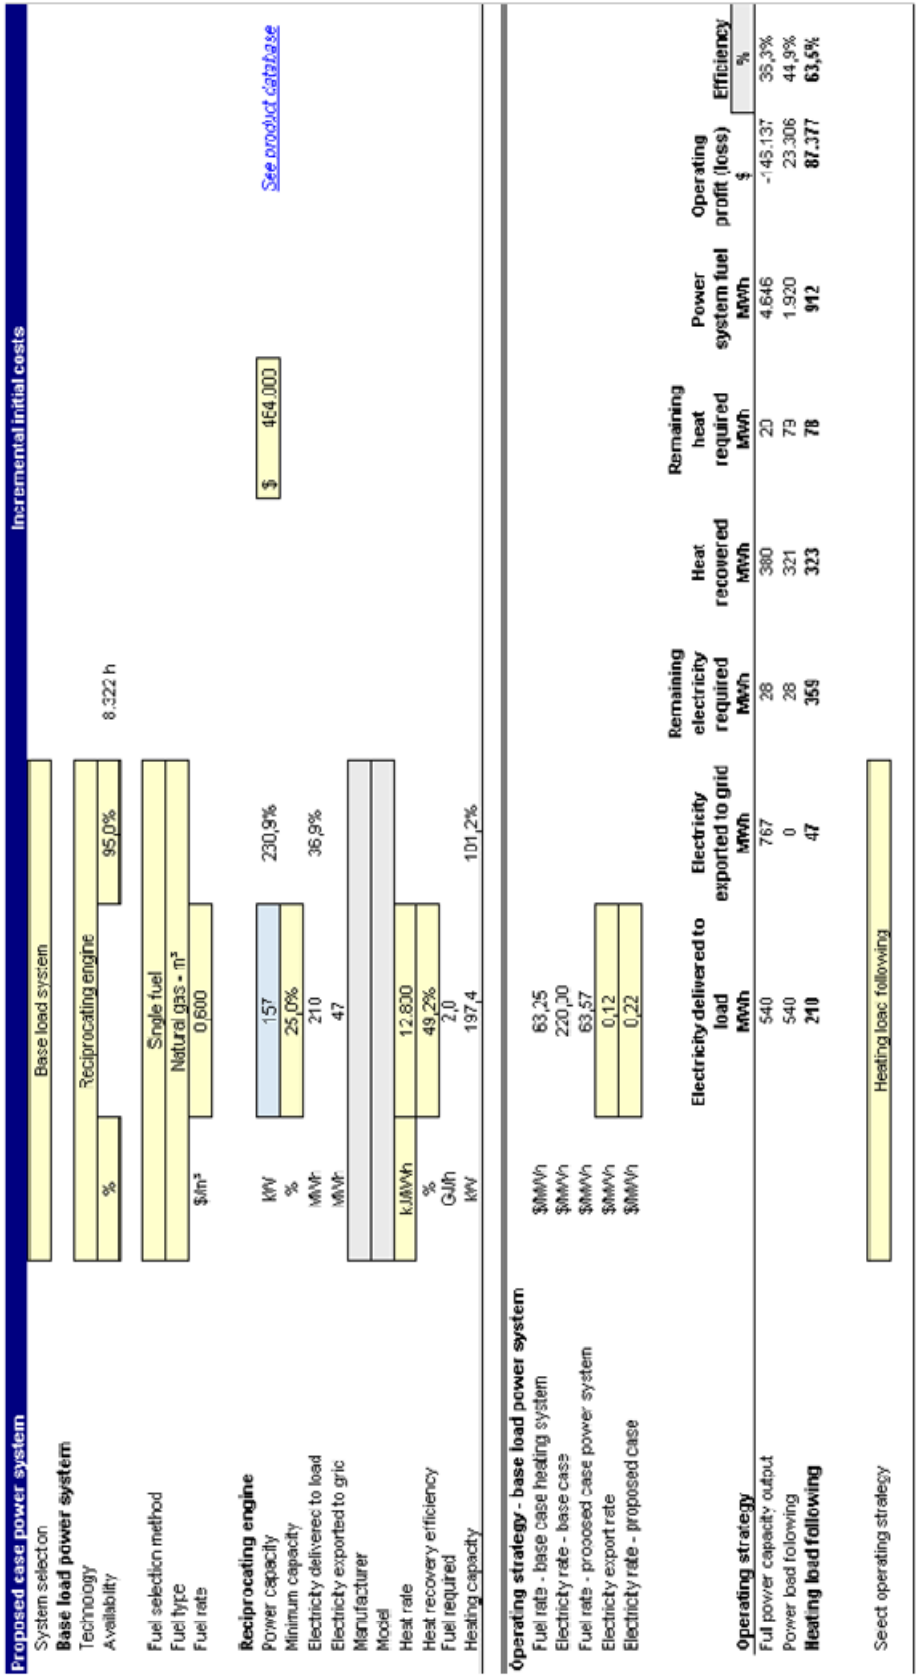 Proposed case power system Incremental initial costs
System selection Base load system
Base load power system
Technology Reciprocating engine
Availability % 95,0% 8.322 h
Fuel selection method Single fuel
Fuel type Natural gas - m³
Fuel rate $/m³ 0,600
Reciprocating engine
Power capacity kW 157 230,9% $ 464.000 See product database
Minimum capacity % 25,0%
Electricity delivered to load MWh 210 36,9%
Electricity exported to grid MWh 47
Manufacturer
Model
Heat rate kJ/kWh 12.800
Heat recovery efficiency % 49,2%
Fuel required GJ/h 2,0
Heating capacity kW 197,4 101,2%
Operating strategy - base load power system
Fuel rate - base case heating system $/MWh 63,25
Electricity rate - base case $/MWh 220,00
Fuel rate - proposed case power system $/MWh 63,57
Electricity export rate $/MWh 0,12
Electricity rate - proposed case $/MWh 0,22
Remaining Remaining
Electricity delivered to Electricity electricity Heat heat Power Operating
load exported to grid required recovered required system fuel profit (loss) Efficiency
Operating strategy MWh MWh MWh MWh MWh MWh $ %
Full power capacity output 540 767 28 380 20 4.646
Power load following 540 0 28 321 79 1.920 23.306 44,9%
Heating load following 210 47 359 323 78 912 87.377 63,5%
Select operating strategy Heating load following